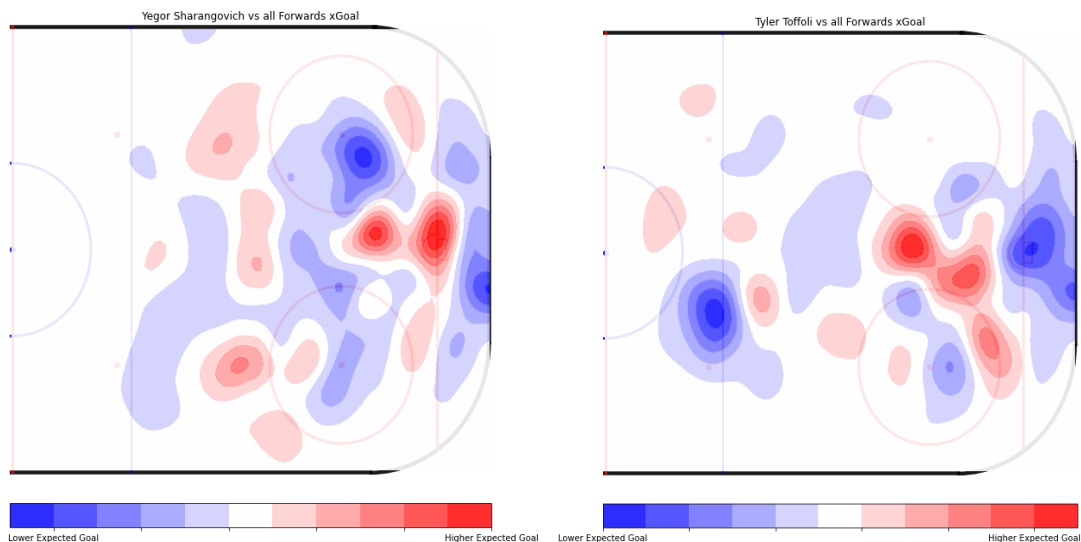 Yegor Sharangovich vs all Forwards xGoal
Tyler Toffoli vs all Forwards xGoal
Lower Expected Goal
Higher Expected Goal
Lower Expected Goal
Higher Expected Goal